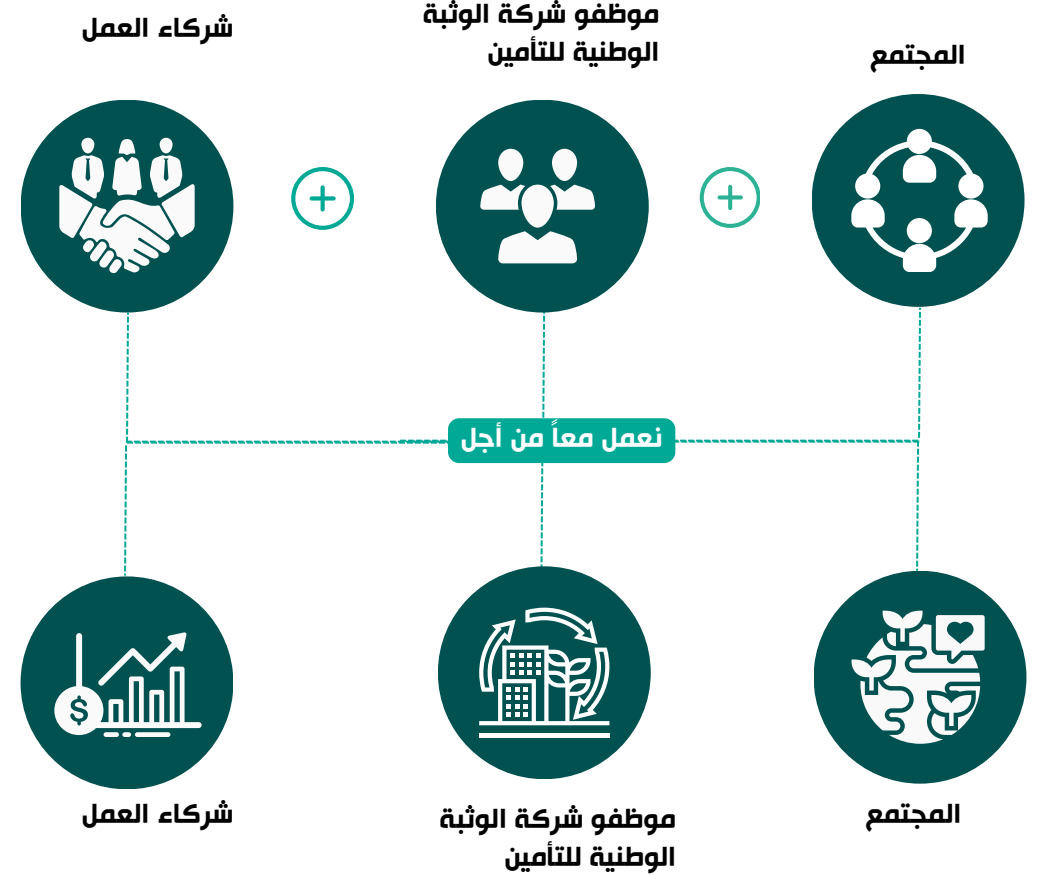 المجتمع
موظفو شركة الوثبة
الوطنية للتأمين
شركاء العمل
نعمل معاً من أجل
$
المجتمع
موظفو شركة الوثبة
الوطنية للتأمين
شركاء العمل